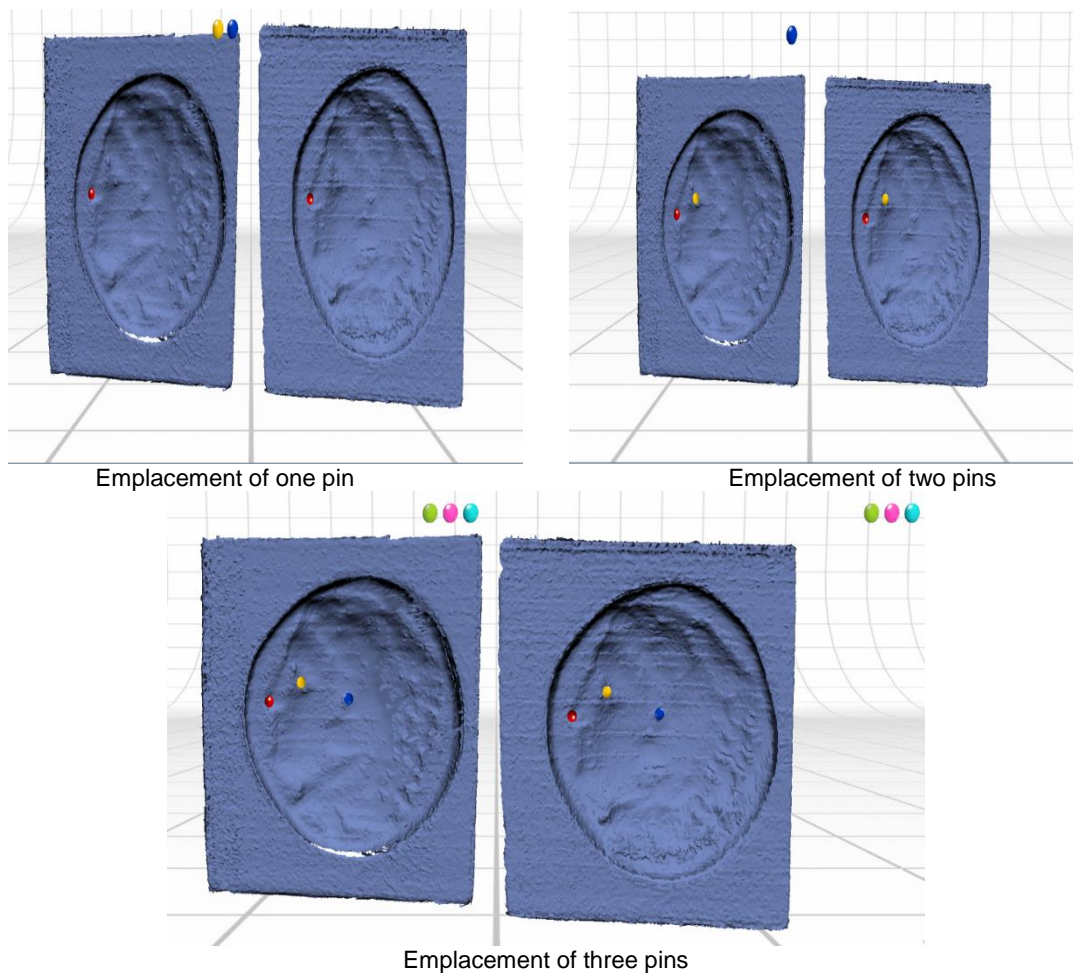 Emplacement of one pin
Emplacement of two pins
Emplacement of three pins